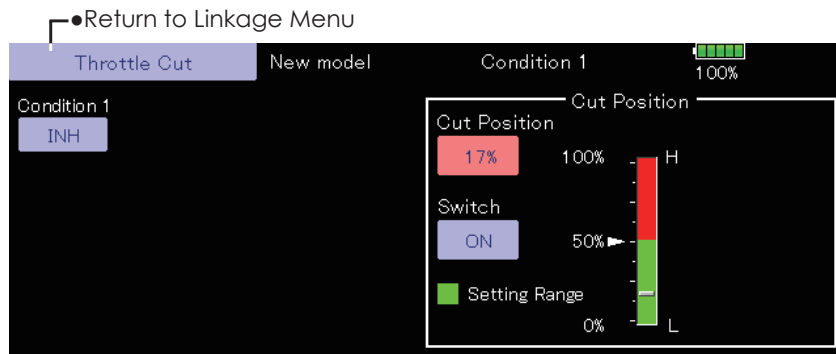 ●Return to Linkage Menu
Throttle Cut New model Condition 1 100%
Condition 1
INH
Cut Position
Cut Position
17%
100% H
Switch
ON
50%
Setting Range
0% L